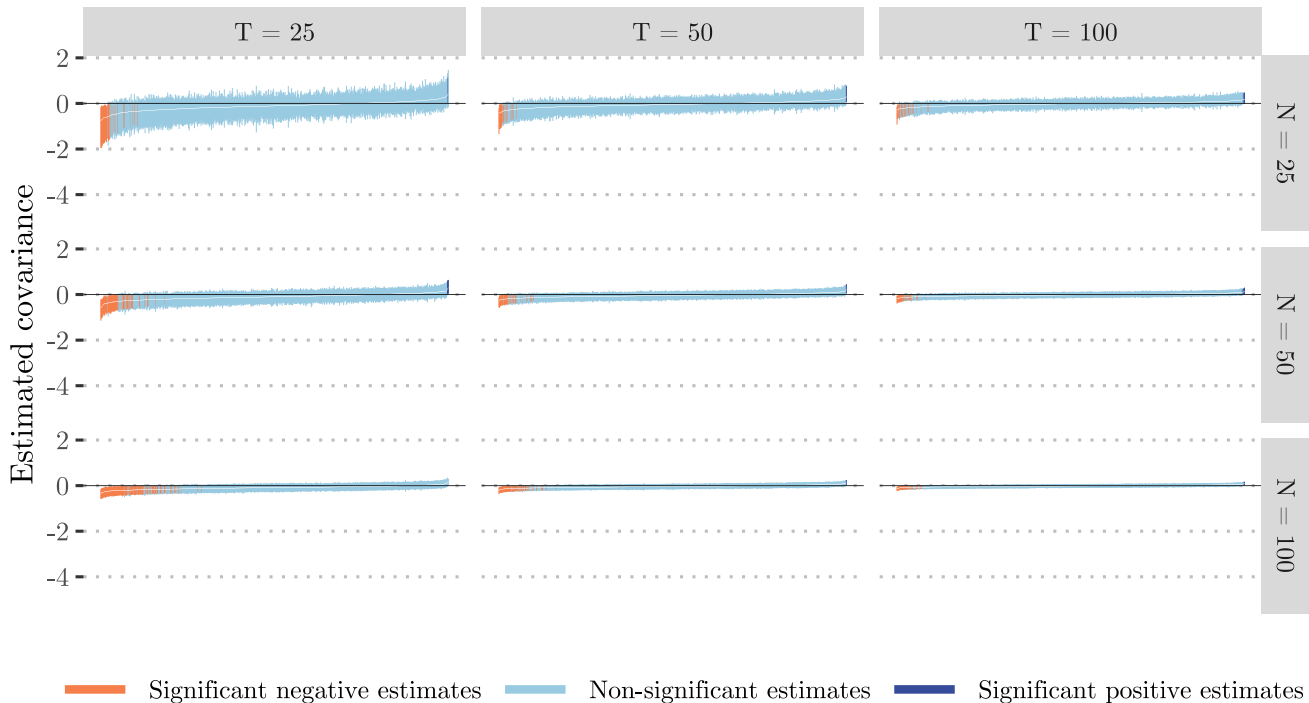 T = 25
T = 50
T = 100
Estimated covariance
2
0
-2
-4
N = 25
2
0
-2
-4
N = 50
2
0
-2
-4
N = 100
Significant negative estimates
Non-significant estimates
Significant positive estimates